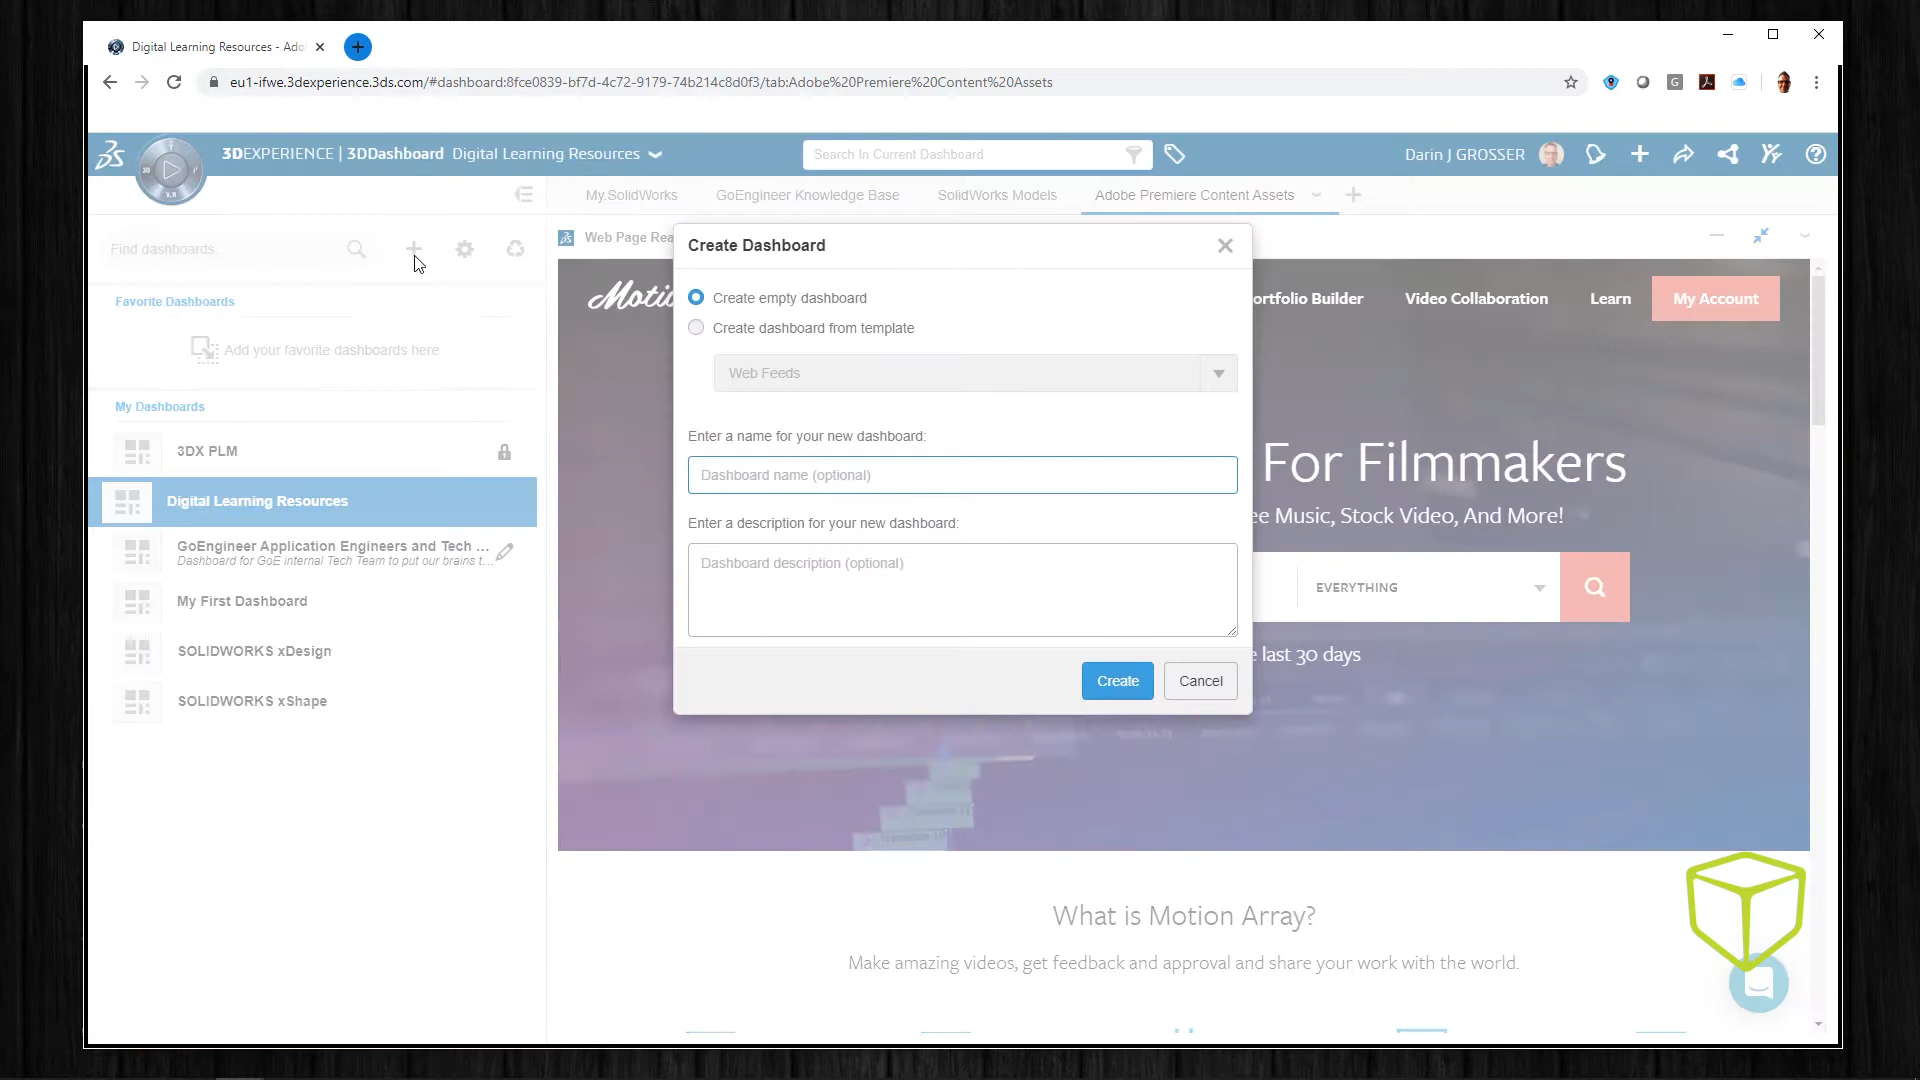 Digital Learning Resources - Ado
eu1-ifwe.3dexperience.3ds.com/#dashboard:8fce0839-bf7d-4c72-9179-74b214c8d0f3/tab:Adobe%20Premiere%20Content%20Assets
3DEXPERIENCE | 3DDashboard Digital Learning Resources
Search In Current Dashboard
Darin J GROSSER
My.SolidWorks
GoEngineer Knowledge Base
SolidWorks Models
Adobe Premiere Content Assets
Find dashboards.
Web Page Rea
Create Dashboard
Create empty dashboard
Create dashboard from template
Web Feeds
Enter a name for your new dashboard:
Dashboard name (optional)
Enter a description for your new dashboard:
Dashboard description (optional)
Create
Cancel
Favorite Dashboards
Add your favorite dashboards here
My Dashboards
3DX PLM
Digital Learning Resources
GoEngineer Application Engineers and Tech ...
Dashboard for GoE internal Tech Team to put our brains t...
My First Dashboard
SOLIDWORKS xDesign
SOLIDWORKS xShape
Motio
ortfolio Builder
Video Collaboration
Learn
My Account
For Filmmakers
ee Music, Stock Video, And More!
EVERYTHING
e last 30 days
What is Motion Array?
Make amazing videos, get feedback and approval and share your work with the world.